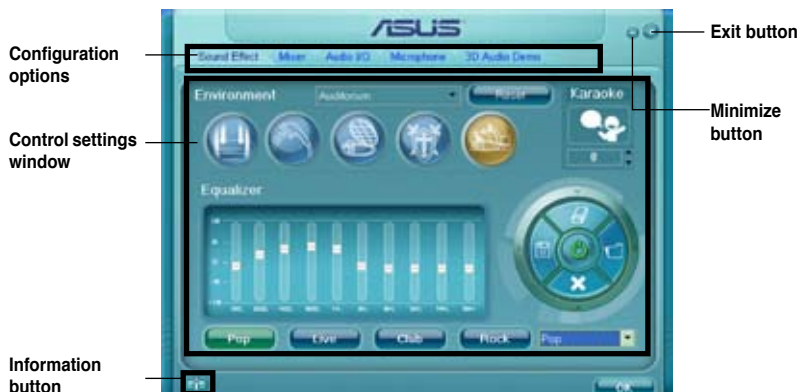 ASUS
Exit button
Configuration
options
Sound Effect Mixer Audio I/O Microphone 3D Audio Demo
Environment Auditorium Reset Karaoke
Minimize
button
Control settings
window
0
Equalizer
Pop Live Club Rock Pop
Information
button
OK